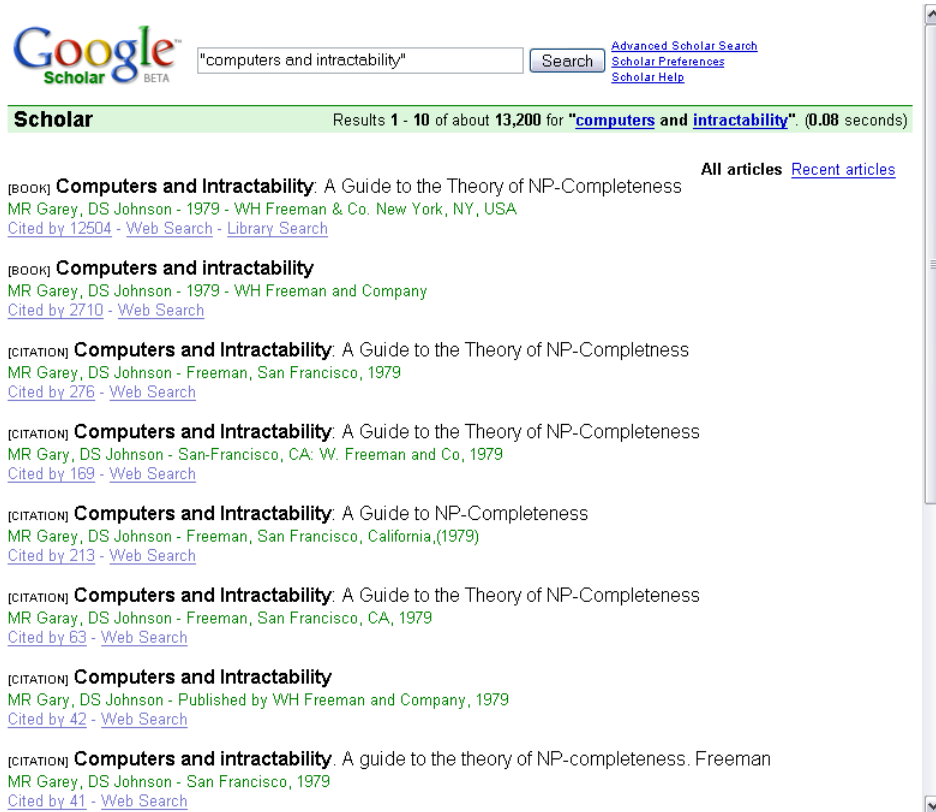 Google
Scholar BETA
"computers and intractability"
Search
Advanced Scholar Search
Scholar Preferences
Scholar Help
Scholar
Results 1 - 10 of about 13,200 for "computers and intractability". (0.08 seconds)
All articles Recent articles
[BOOK] Computers and Intractability: A Guide to the Theory of NP-Completeness
MR Garey, DS Johnson - 1979 - WH Freeman & Co. New York, NY, USA
Cited by 12504 - Web Search - Library Search
[BOOK] Computers and intractability
MR Garey, DS Johnson - 1979 - WH Freeman and Company
Cited by 2710 - Web Search
[CITATION] Computers and Intractability: A Guide to the Theory of NP-Completness
MR Garey, DS Johnson - Freeman, San Francisco, 1979
Cited by 276 - Web Search
[CITATION] Computers and Intractability: A Guide to the Theory of NP-Completeness
MR Gary, DS Johnson - San-Francisco, CA: W. Freeman and Co, 1979
Cited by 169 - Web Search
[CITATION] Computers and Intractability: A Guide to NP-Completeness
MR Garey, DS Johnson - Freeman, San Francisco, California,(1979)
Cited by 213 - Web Search
[CITATION] Computers and Intractability: A Guide to the Theory of NP-Completeness
MR Garay, DS Johnson - Freeman, San Francisco, CA, 1979
Cited by 63 - Web Search
[CITATION] Computers and Intractability
MR Gary, DS Johnson - Published by WH Freeman and Company, 1979
Cited by 42 - Web Search
[CITATION] Computers and intractability. A guide to the theory of NP-completeness. Freeman
MR Garey, DS Johnson - San Francisco, 1979
Cited by 41 - Web Search